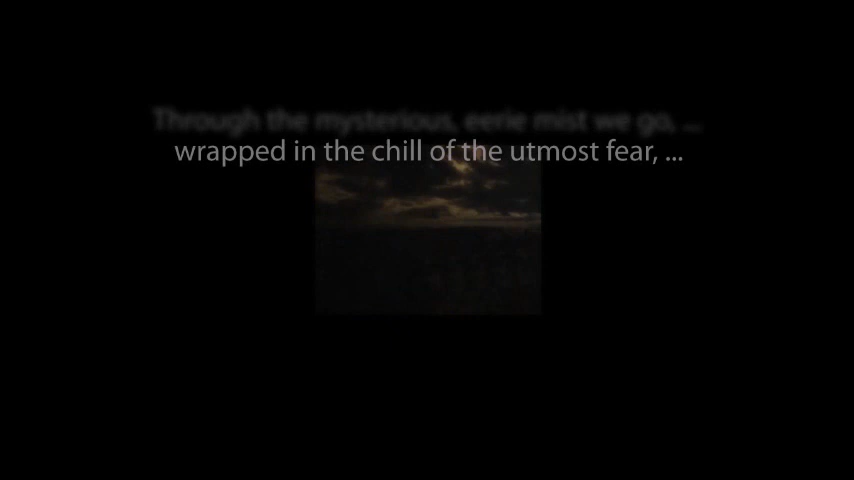 Through the mysterious, eerie mist we go, ...
wrapped in the chill of the utmost fear, ...